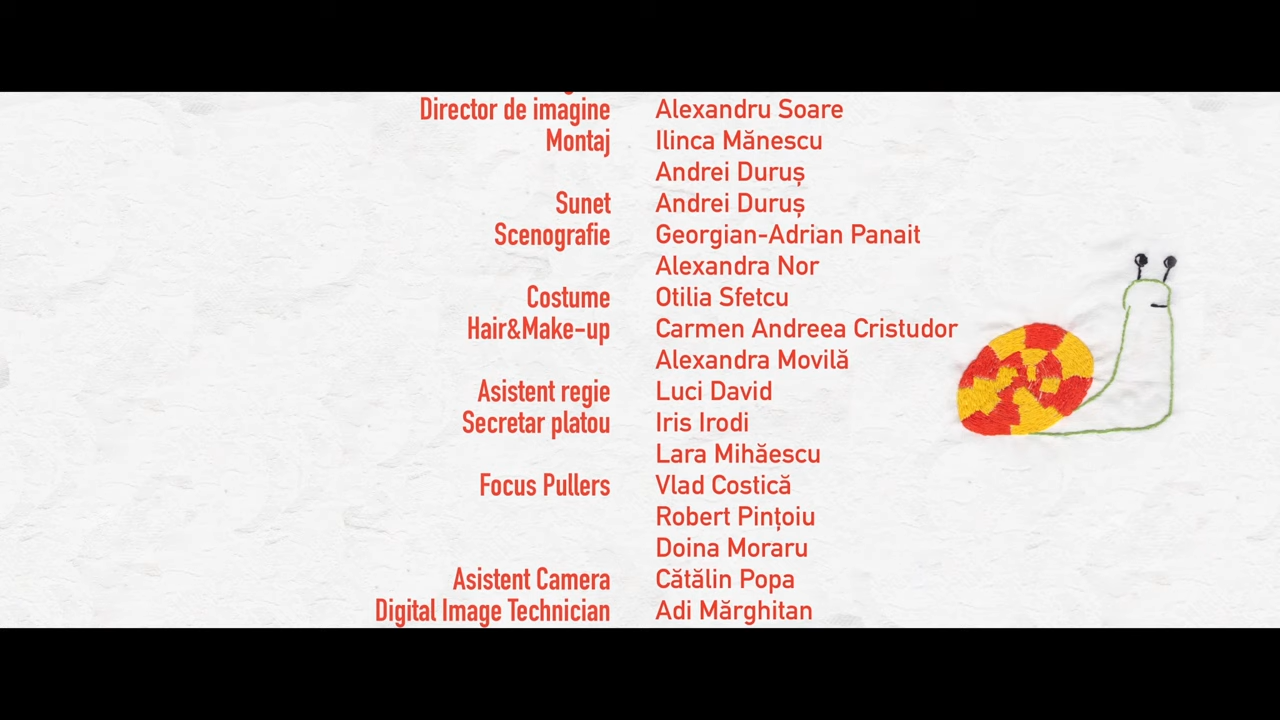 Director de imagine Alexandru Soare
Montaj Ilinca Mănescu
Andrei Duruș
Sunet Andrei Duruș
Scenografie Georgian-Adrian Panait
Alexandra Nor
Costume Otilia Sfetcu
Hair&Make-up Carmen Andreea Cristudor
Alexandra Movilă
Asistent regie Luci David
Secretar platou Iris Irodi
Lara Mihăescu
Focus Pullers Vlad Costică
Robert Pințoiu
Doina Moraru
Asistent Camera Cătălin Popa
Digital Image Technician Adi Mărghitan